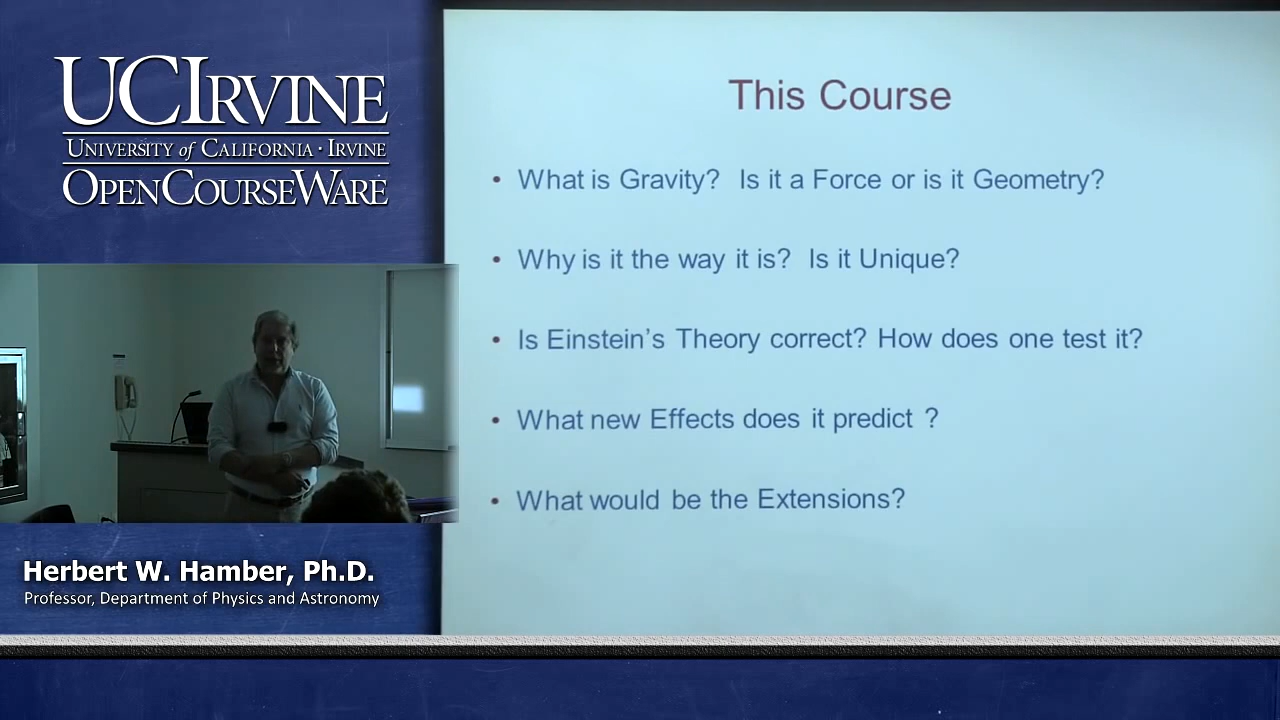 UCIRVINE
UNIVERSITY of CALIFORNIA · IRVINE
OPENCOURSEWARE
Herbert W. Hamber, Ph.D.
Professor, Department of Physics and Astronomy
This Course
• What is Gravity? Is it a Force or is it Geometry?
• Why is it the way it is? Is it Unique?
• Is Einstein's Theory correct? How does one test it?
• What new Effects does it predict ?
• What would be the Extensions?